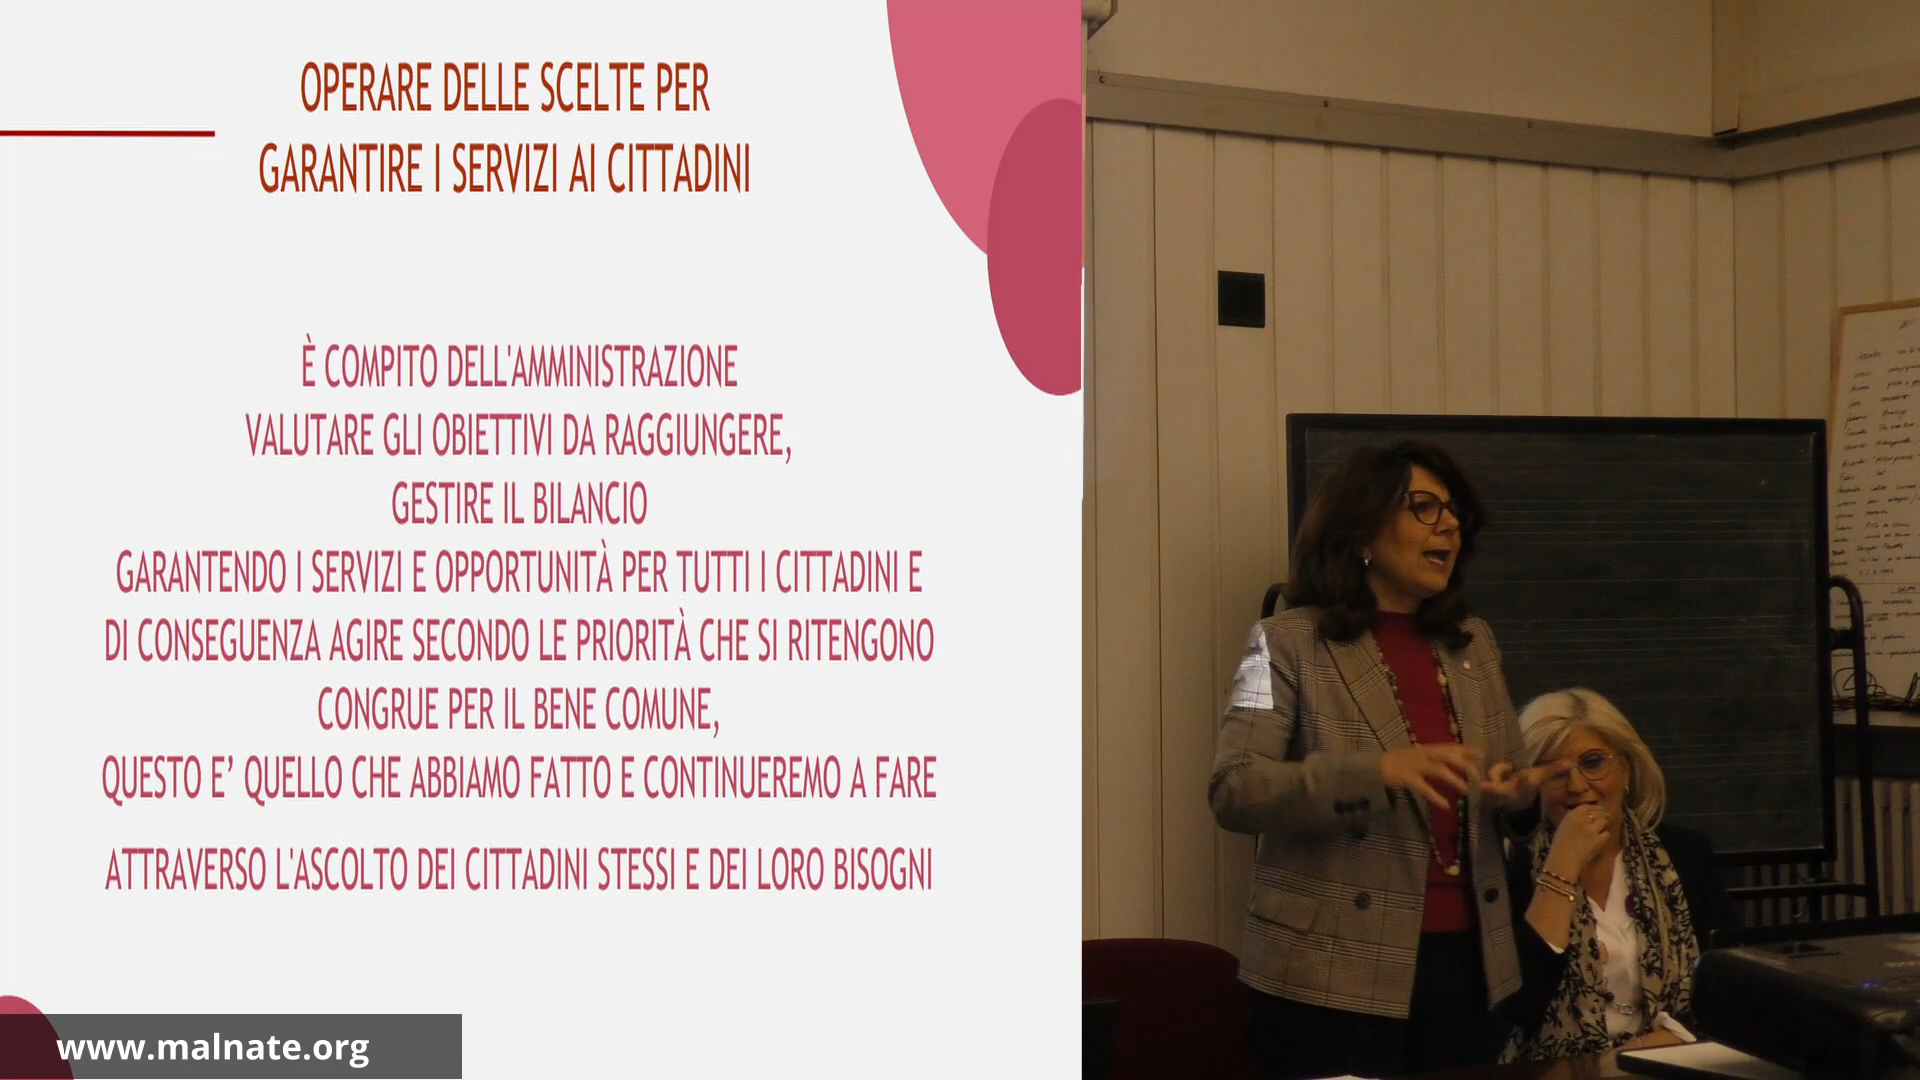 OPERARE DELLE SCELTE PER
GARANTIRE I SERVIZI AI CITTADINI
È COMPITO DELL'AMMINISTRAZIONE
VALUTARE GLI OBIETTIVI DA RAGGIUNGERE,
GESTIRE IL BILANCIO
GARANTENDO I SERVIZI E OPPORTUNITÀ PER TUTTI I CITTADINI E
DI CONSEGUENZA AGIRE SECONDO LE PRIORITÀ CHE SI RITENGONO
CONGRUE PER IL BENE COMUNE,
QUESTO E’ QUELLO CHE ABBIAMO FATTO E CONTINUEREMO A FARE
ATTRAVERSO L'ASCOLTO DEI CITTADINI STESSI E DEI LORO BISOGNI
www.malnate.org